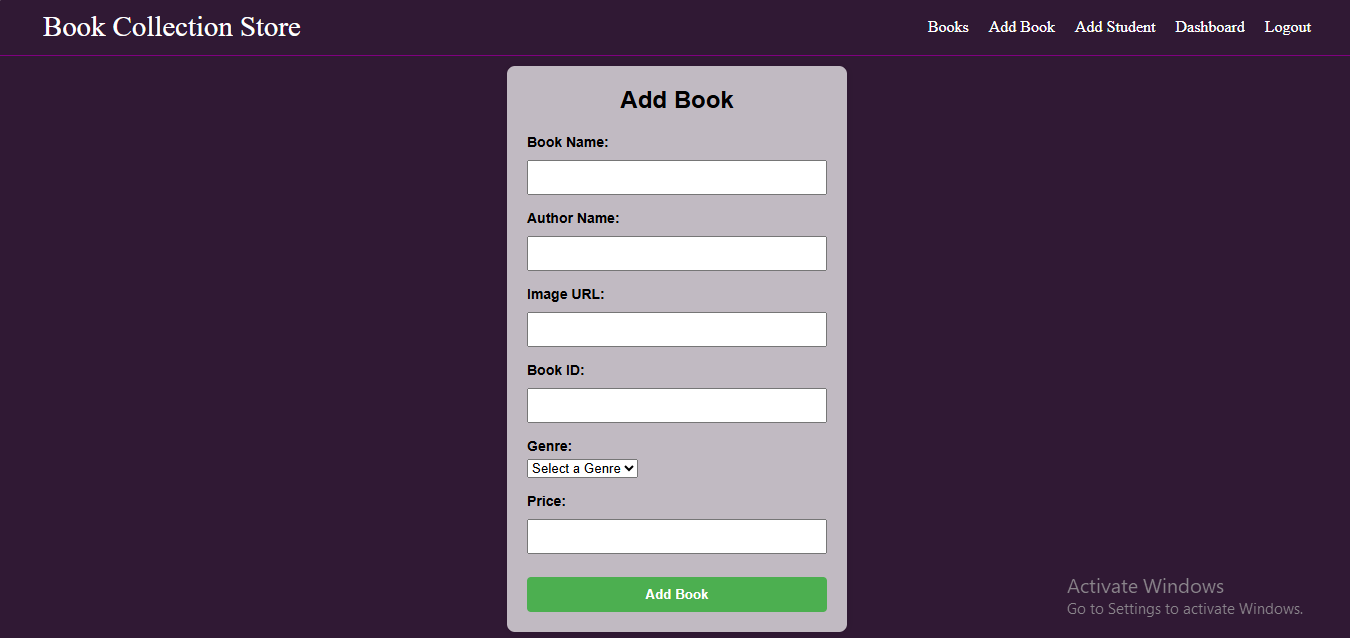 Book Collection Store
Books Add Book Add Student Dashboard Logout
Add Book
Book Name:
Author Name:
Image URL:
Book ID:
Genre:
Select a Genre
Price:
Add Book
Activate Windows
Go to Settings to activate Windows.